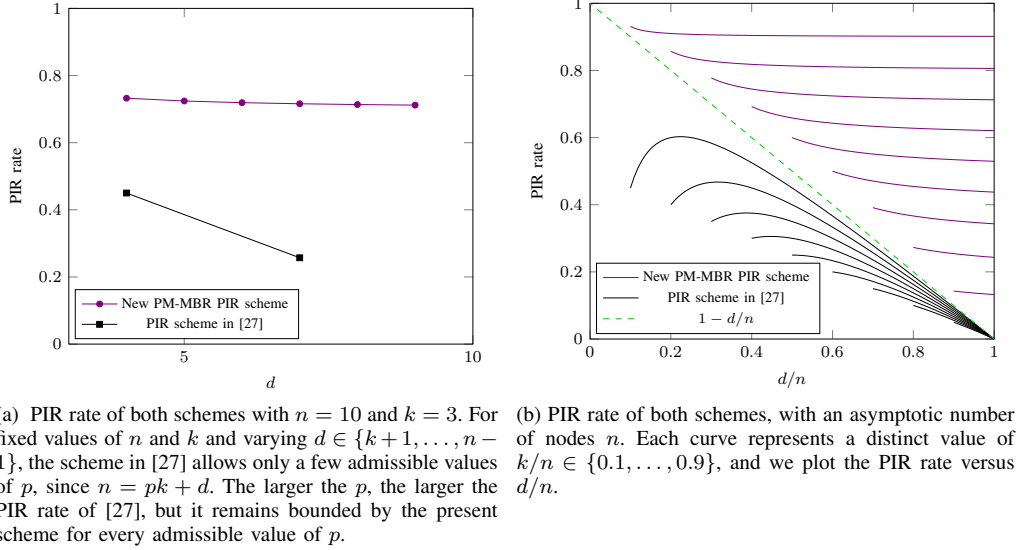 1
0.8
0.6
0.4
0.2
0
PIR rate
5
10
d
New PM-MBR PIR scheme
PIR scheme in [27]
(a) PIR rate of both schemes with n = 10 and k = 3. For
fixed values of n and k and varying d ∈ {k+1, . . . , n−
1}, the scheme in [27] allows only a few admissible values
of p, since n = pk + d. The larger the p, the larger the
PIR rate of [27], but it remains bounded by the present
scheme for every admissible value of p.
1
0.8
0.6
0.4
0.2
0
PIR rate
0
0.2
0.4
0.6
0.8
1
d/n
New PM-MBR PIR scheme
PIR scheme in [27]
1 − d/n
(b) PIR rate of both schemes, with an asymptotic number
of nodes n. Each curve represents a distinct value of
k/n ∈ {0.1, . . . , 0.9}, and we plot the PIR rate versus
d/n.